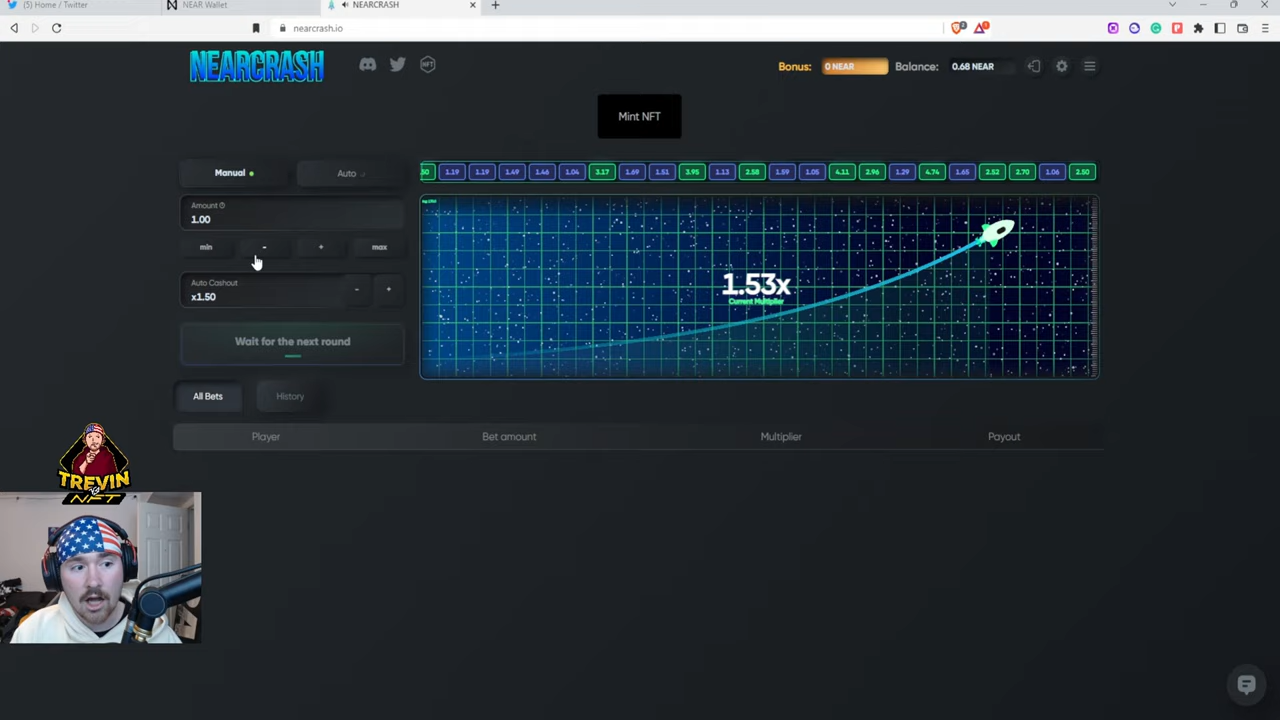 (5) Home / Twitter
NEAR Wallet
NEARCRASH
nearcrash.io
NEARCRASH
NFT
Bonus: 0 NEAR Balance: 0.68 NEAR
Mint NFT
Manual Auto
50 1.19 1.19 1.49 1.46 1.04 3.17 1.69 1.51 3.95 1.13 2.58 1.59 1.05 4.11 2.96 1.29 4.74 1.65 2.52 2.70 1.06 2.50
Amount
1.00
min - + max
Auto Cashout
x1.50
- +
1.53x
Current Multiplier
Wait for the next round
All Bets History
Player Bet amount Multiplier Payout
TREVIN
NFT